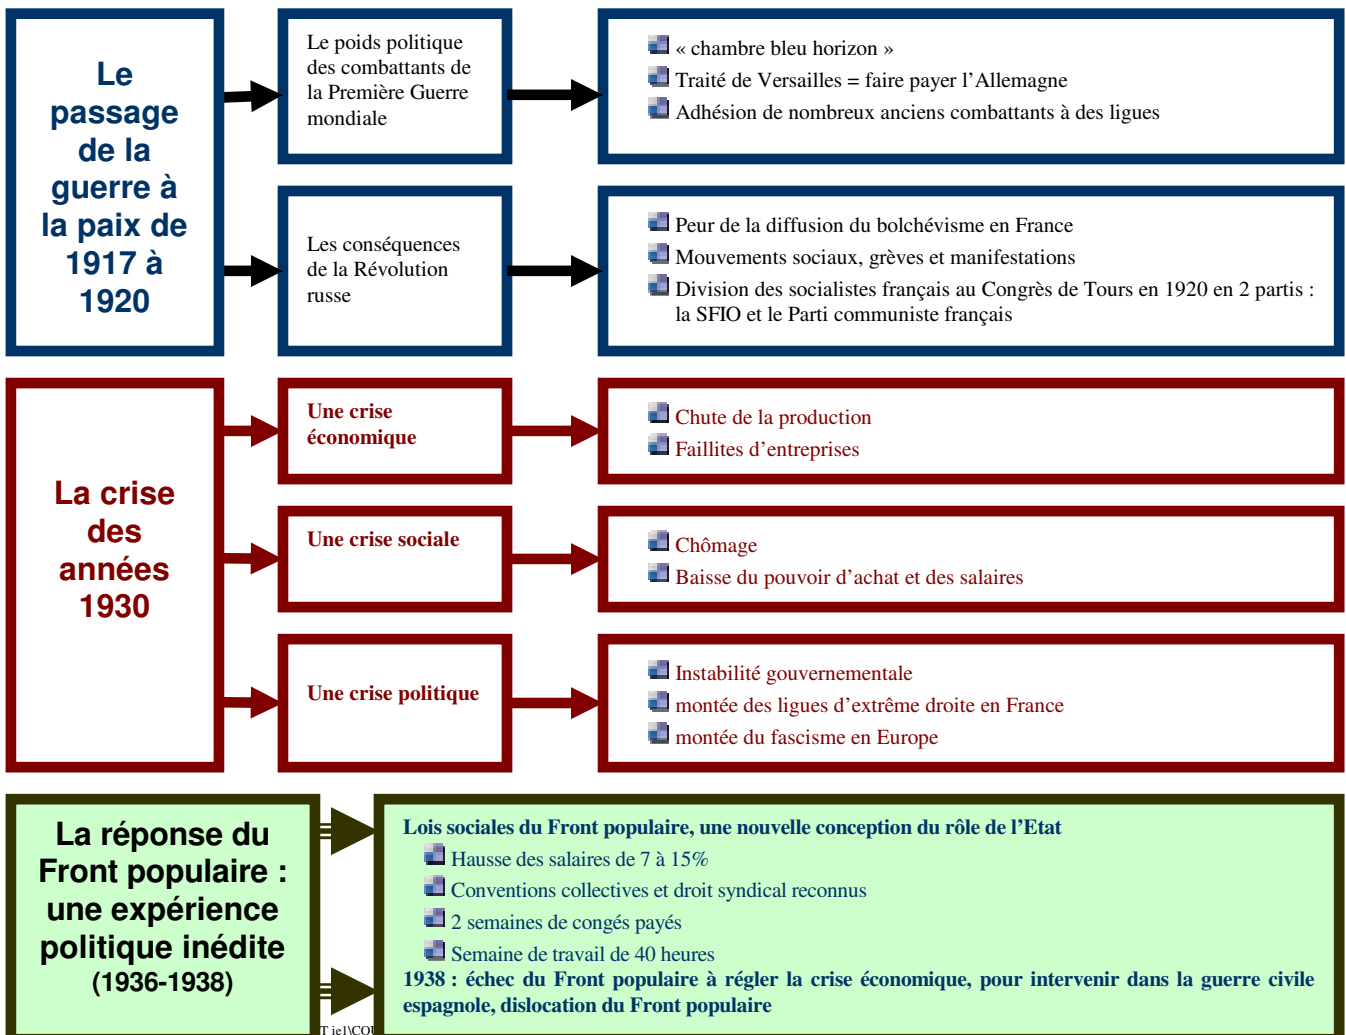 Le
passage
de la
guerre à
la paix de
1917 à
1920
Le poids politique
des combattants de
la Première Guerre
mondiale
« chambre bleu horizon »
Traité de Versailles = faire payer l'Allemagne
Adhésion de nombreux anciens combattants à des ligues
Les conséquences
de la Révolution
russe
Peur de la diffusion du bolchévisme en France
Mouvements sociaux, grèves et manifestations
Division des socialistes français au Congrès de Tours en 1920 en 2 partis :
la SFIO et le Parti communiste français
La crise
des
années
1930
Une crise
économique
Chute de la production
Faillites d'entreprises
Une crise sociale
Chômage
Baisse du pouvoir d'achat et des salaires
Une crise politique
Instabilité gouvernementale
montée des ligues d'extrême droite en France
montée du fascisme en Europe
La réponse du
Front populaire :
une expérience
politique inédite
(1936-1938)
Lois sociales du Front populaire, une nouvelle conception du rôle de l'Etat
Hausse des salaires de 7 à 15%
Conventions collectives et droit syndical reconnus
2 semaines de congés payés
Semaine de travail de 40 heures
1938 : échec du Front populaire à régler la crise économique, pour intervenir dans la guerre civile
espagnole, dislocation du Front populaire